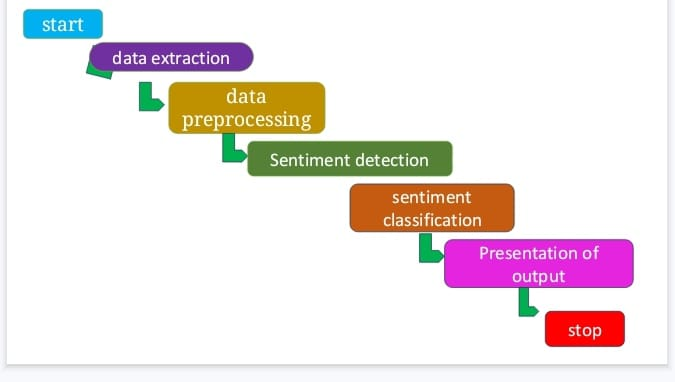 start
data extraction
data
preprocessing
Sentiment detection
sentiment
classification
Presentation of
output
stop